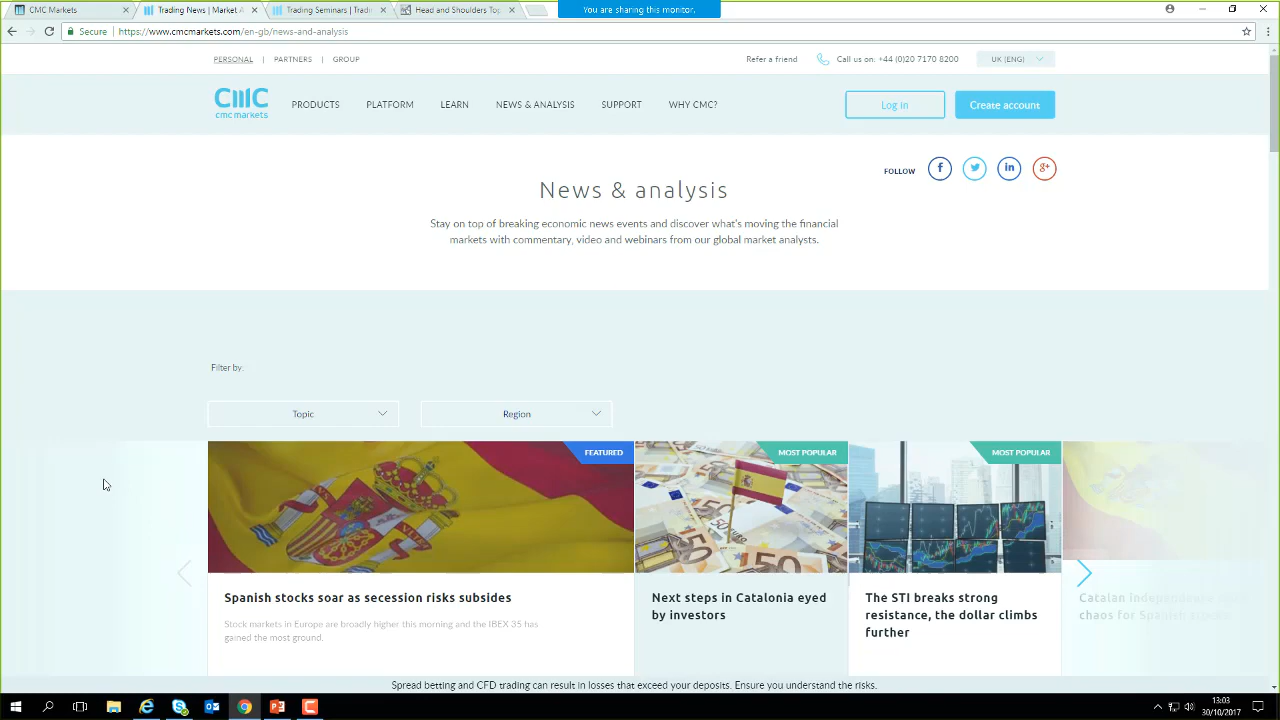 CMC Markets
Trading News | Market A
Trading Seminars | Tradi
Head and Shoulders Top
You are sharing this monitor.
Secure | https://www.cmcmarkets.com/en-gb/news-and-analysis
PERSONAL | PARTNERS | GROUP
Refer a friend
Call us on: +44 (0)20 7170 8200
UK (ENG)
cmc markets
PRODUCTS
PLATFORM
LEARN
NEWS & ANALYSIS
SUPPORT
WHY CMC?
Log in
Create account
FOLLOW
News & analysis
Stay on top of breaking economic news events and discover what's moving the financial
markets with commentary, video and webinars from our global market analysts.
Filter by:
Topic
Region
FEATURED
MOST POPULAR
MOST POPULAR
Spanish stocks soar as secession risks subsides
Stock markets in Europe are broadly higher this morning and the IBEX 35 has
gained the most ground.
Next steps in Catalonia eyed
by investors
The STI breaks strong
resistance, the dollar climbs
further
Catalan independence
chaos for Spanish
Spread betting and CFD trading can result in losses that exceed your deposits. Ensure you understand the risks.
13:03
30/10/2017